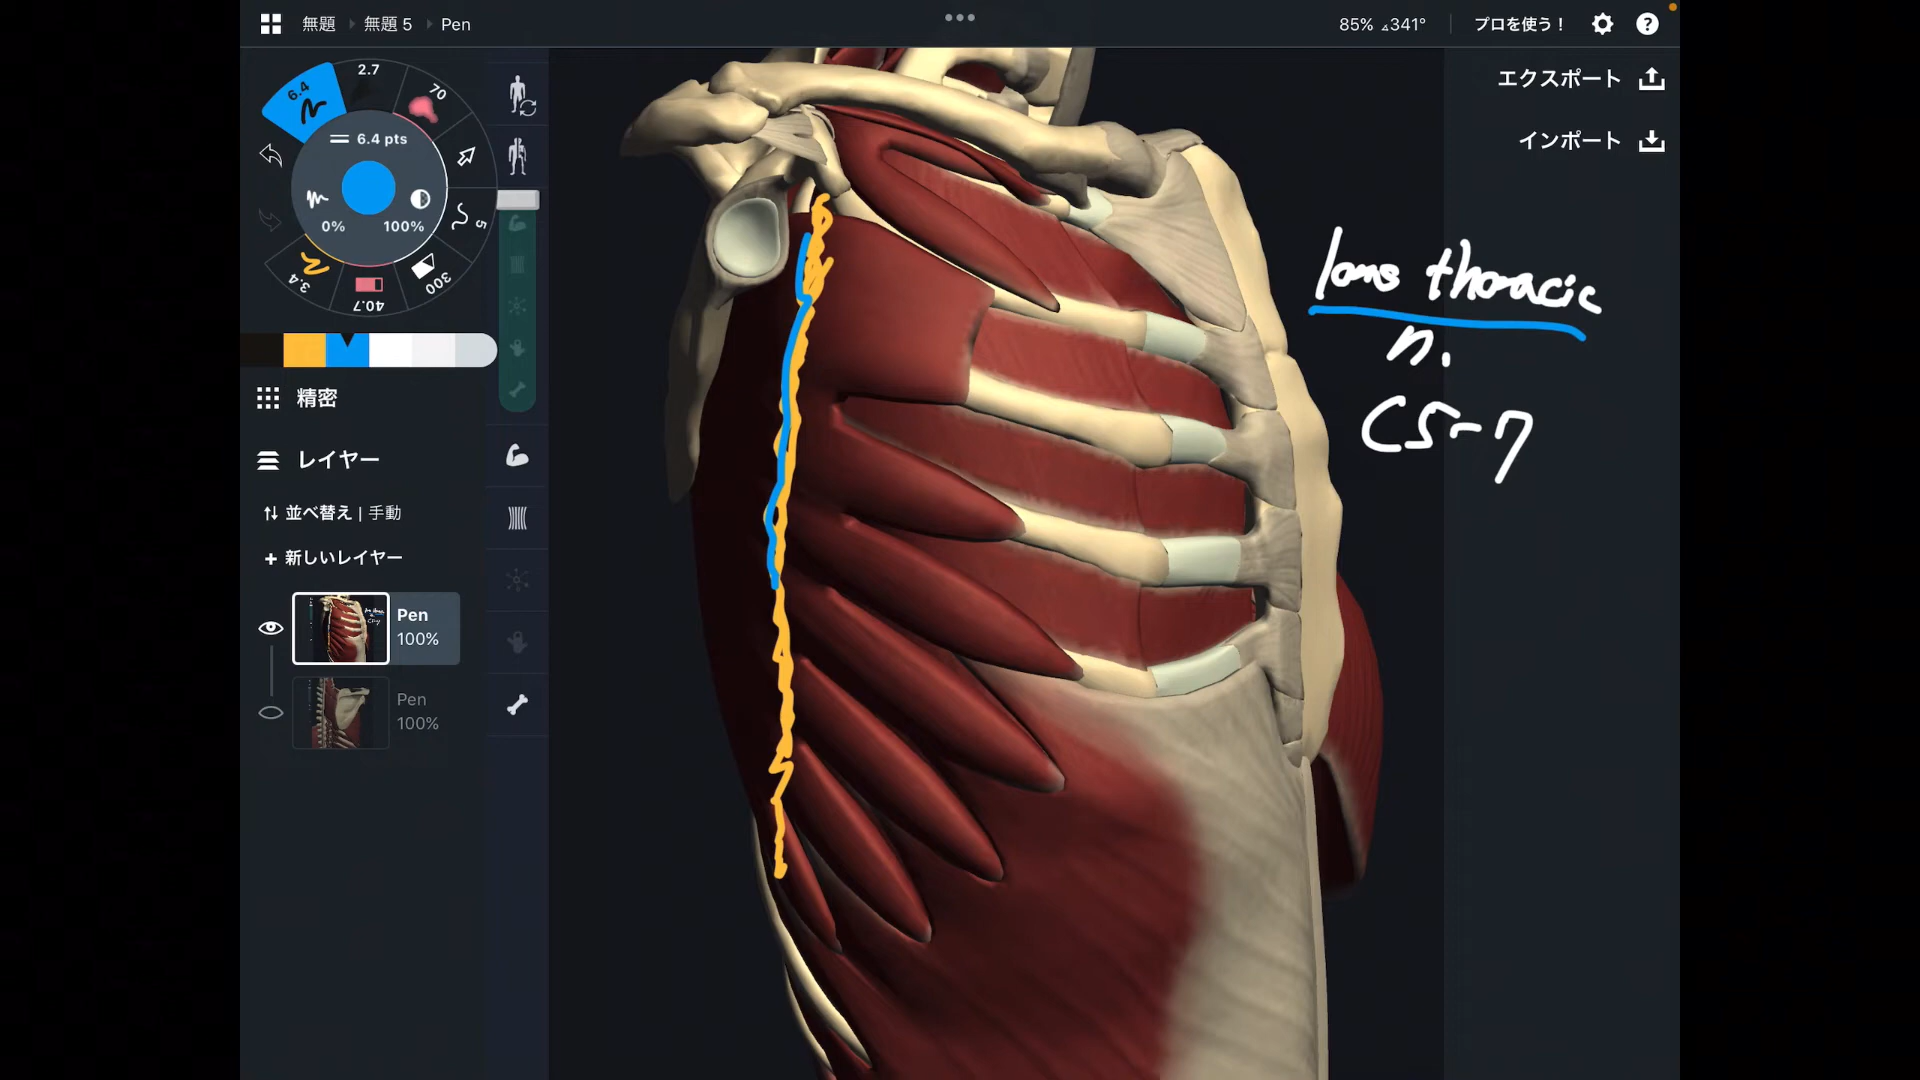 無題 › 無題 5 › Pen
85% ⦟341°
プロを使う！
?
エクスポート
インポート
2.7
6.4
70
6.4 pts
5
0%
100%
3.4
40.7
300
精密
レイヤー
並べ替え | 手動
+ 新しいレイヤー
Pen
100%
Pen
100%
long thoracic
n.
C5-7